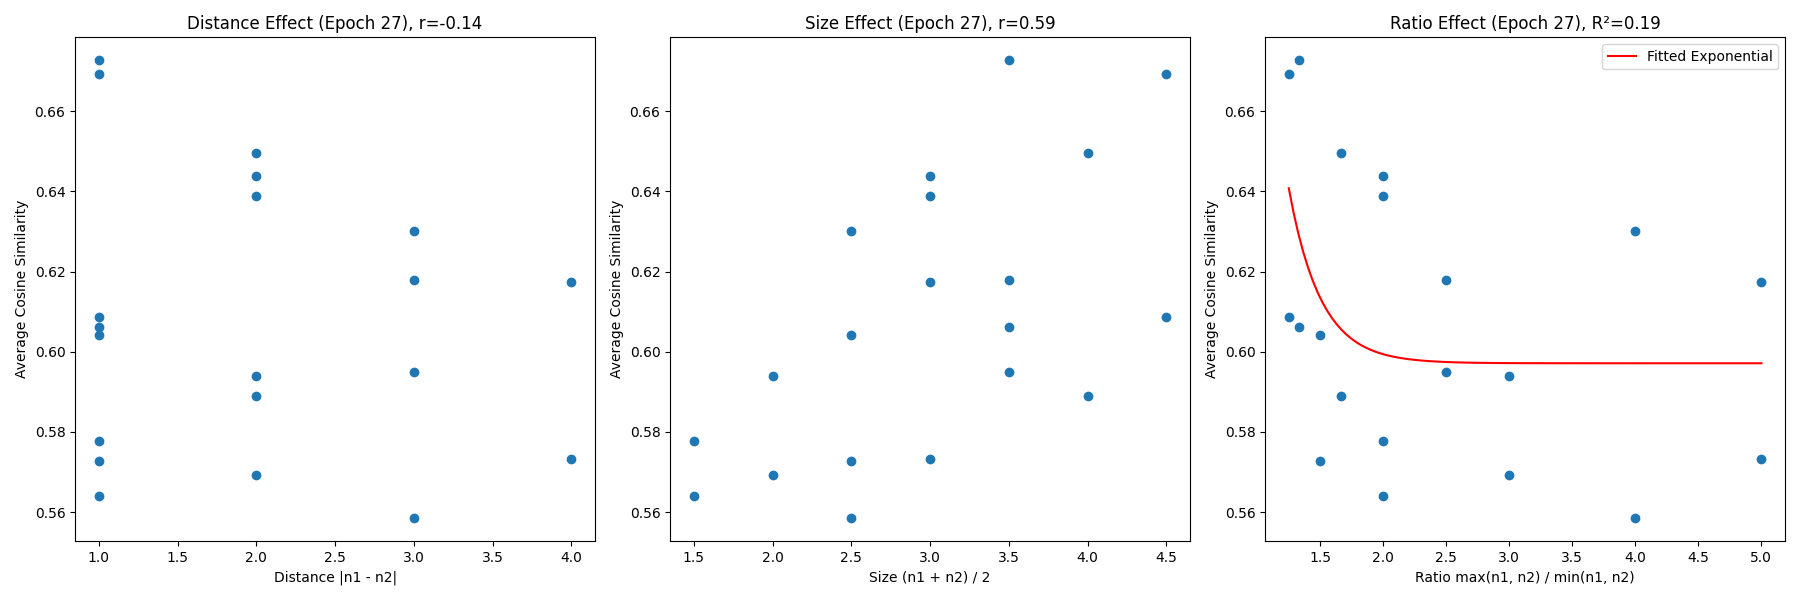 Distance Effect (Epoch 27), r=-0.14
Average Cosine Similarity
0.66
0.64
0.62
0.60
0.58
0.56
1.0 1.5 2.0 2.5 3.0 3.5 4.0
Distance |n1 - n2|
Size Effect (Epoch 27), r=0.59
Average Cosine Similarity
0.66
0.64
0.62
0.60
0.58
0.56
1.5 2.0 2.5 3.0 3.5 4.0 4.5
Size (n1 + n2) / 2
Ratio Effect (Epoch 27), R²=0.19
Fitted Exponential
Average Cosine Similarity
0.66
0.64
0.62
0.60
0.58
0.56
1.5 2.0 2.5 3.0 3.5 4.0 4.5 5.0
Ratio max(n1, n2) / min(n1, n2)